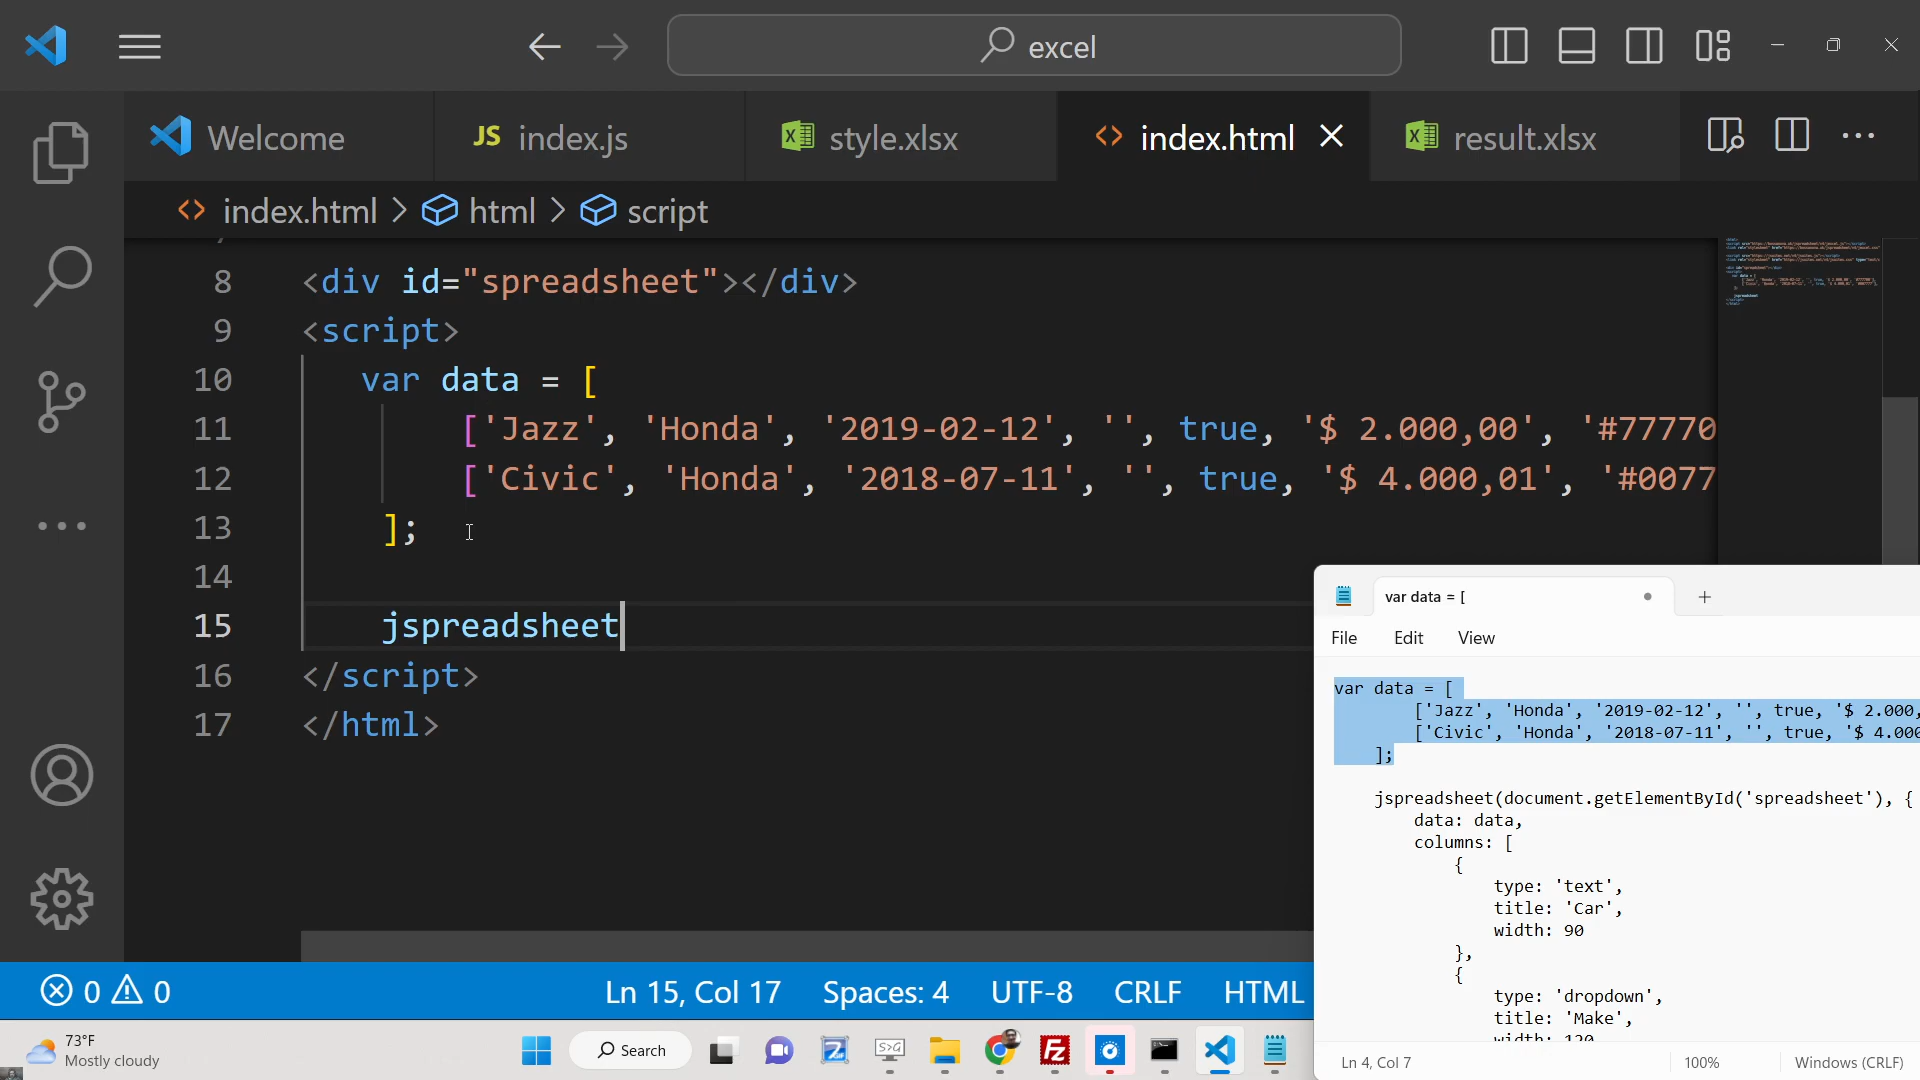 excel
Welcome
JS index.js
style.xlsx
index.html
result.xlsx
index.html > html > script
8 <div id="spreadsheet"></div>
9 <script>
10 var data = [
11 ['Jazz', 'Honda', '2019-02-12', '', true, '$ 2.000,00', '#77770
12 ['Civic', 'Honda', '2018-07-11', '', true, '$ 4.000,01', '#0077
13 ];
14
15 jspreadsheet
16 </script>
17 </html>
var data = [
File Edit View
var data = [
['Jazz', 'Honda', '2019-02-12', '', true, '$ 2.000,
['Civic', 'Honda', '2018-07-11', '', true, '$ 4.000
];
jspreadsheet(document.getElementById('spreadsheet'), {
data: data,
columns: [
{
type: 'text',
title: 'Car',
width: 90
},
{
type: 'dropdown',
title: 'Make',
width: 120
Ln 4, Col 7 100% Windows (CRLF)
0 0 Ln 15, Col 17 Spaces: 4 UTF-8 CRLF HTML
73°F
Mostly cloudy
Search